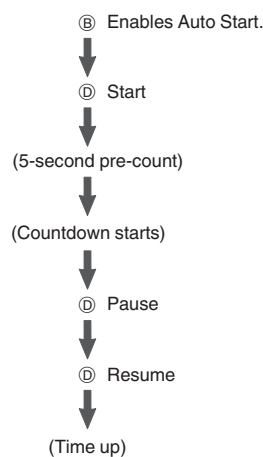 Ⓑ Enables Auto Start.
Ⓓ Start
(5-second pre-count)
(Countdown starts)
Ⓓ Pause
Ⓓ Resume
(Time up)